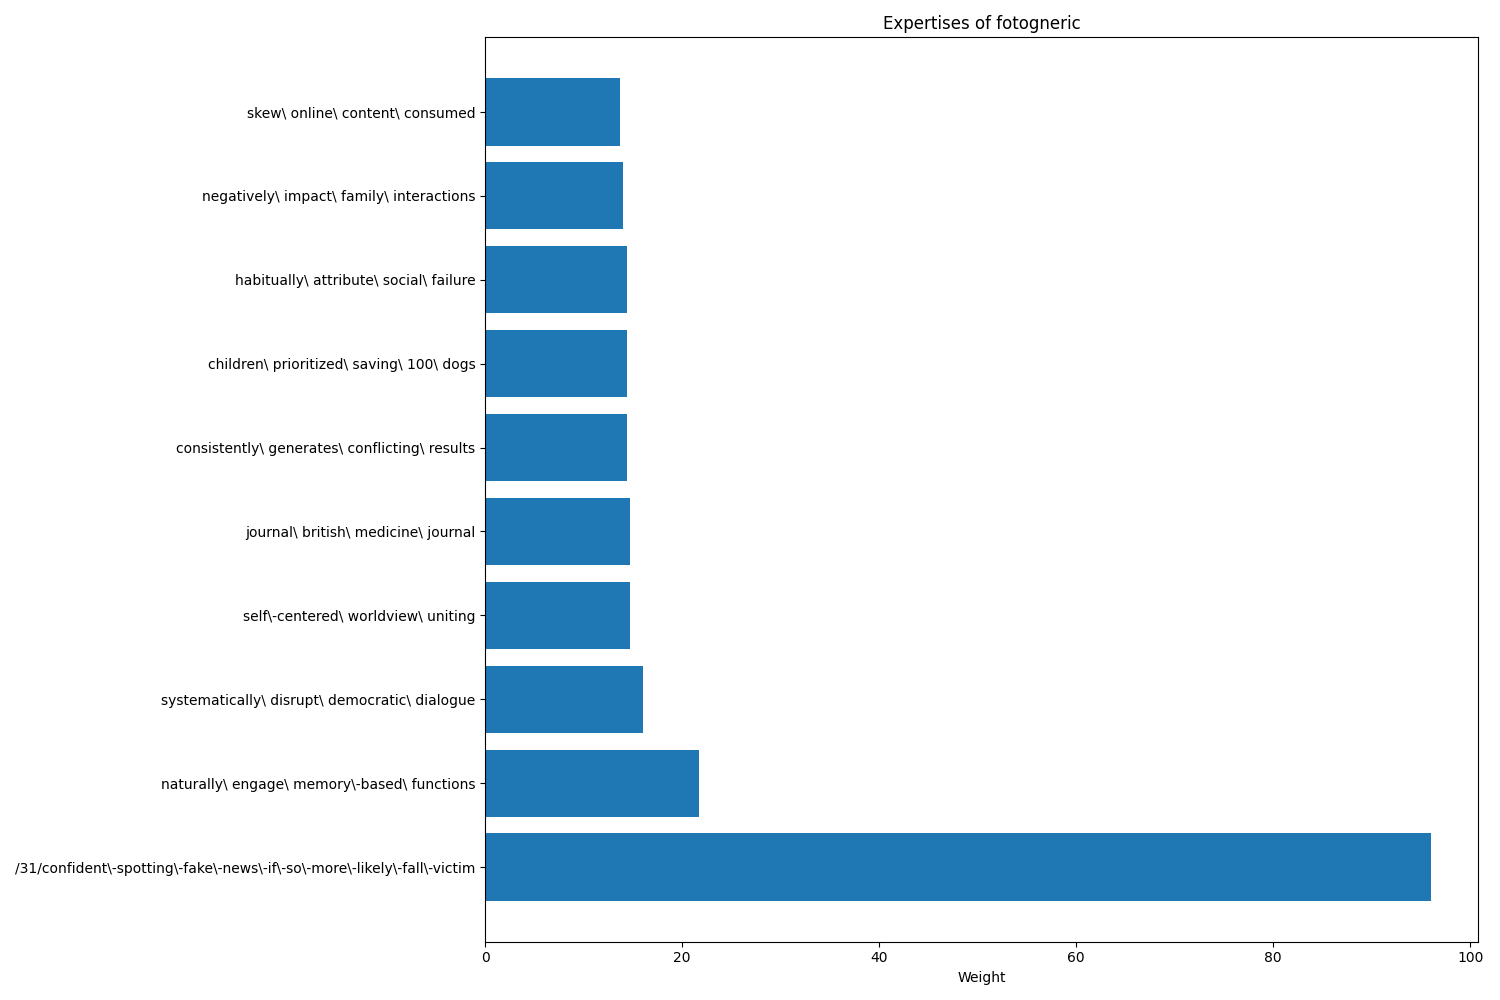 Expertises of fotogneric
skew\ online\ content\ consumed
negatively\ impact\ family\ interactions
habitually\ attribute\ social\ failure
children\ prioritized\ saving\ 100\ dogs
consistently\ generates\ conflicting\ results
journal\ british\ medicine\ journal
self\-centered\ worldview\ uniting
systematically\ disrupt\ democratic\ dialogue
naturally\ engage\ memory\-based\ functions
/31/confident\-spotting\-fake\-news\-if\-so\-more\-likely\-fall\-victim
0 20 40 60 80 100
Weight